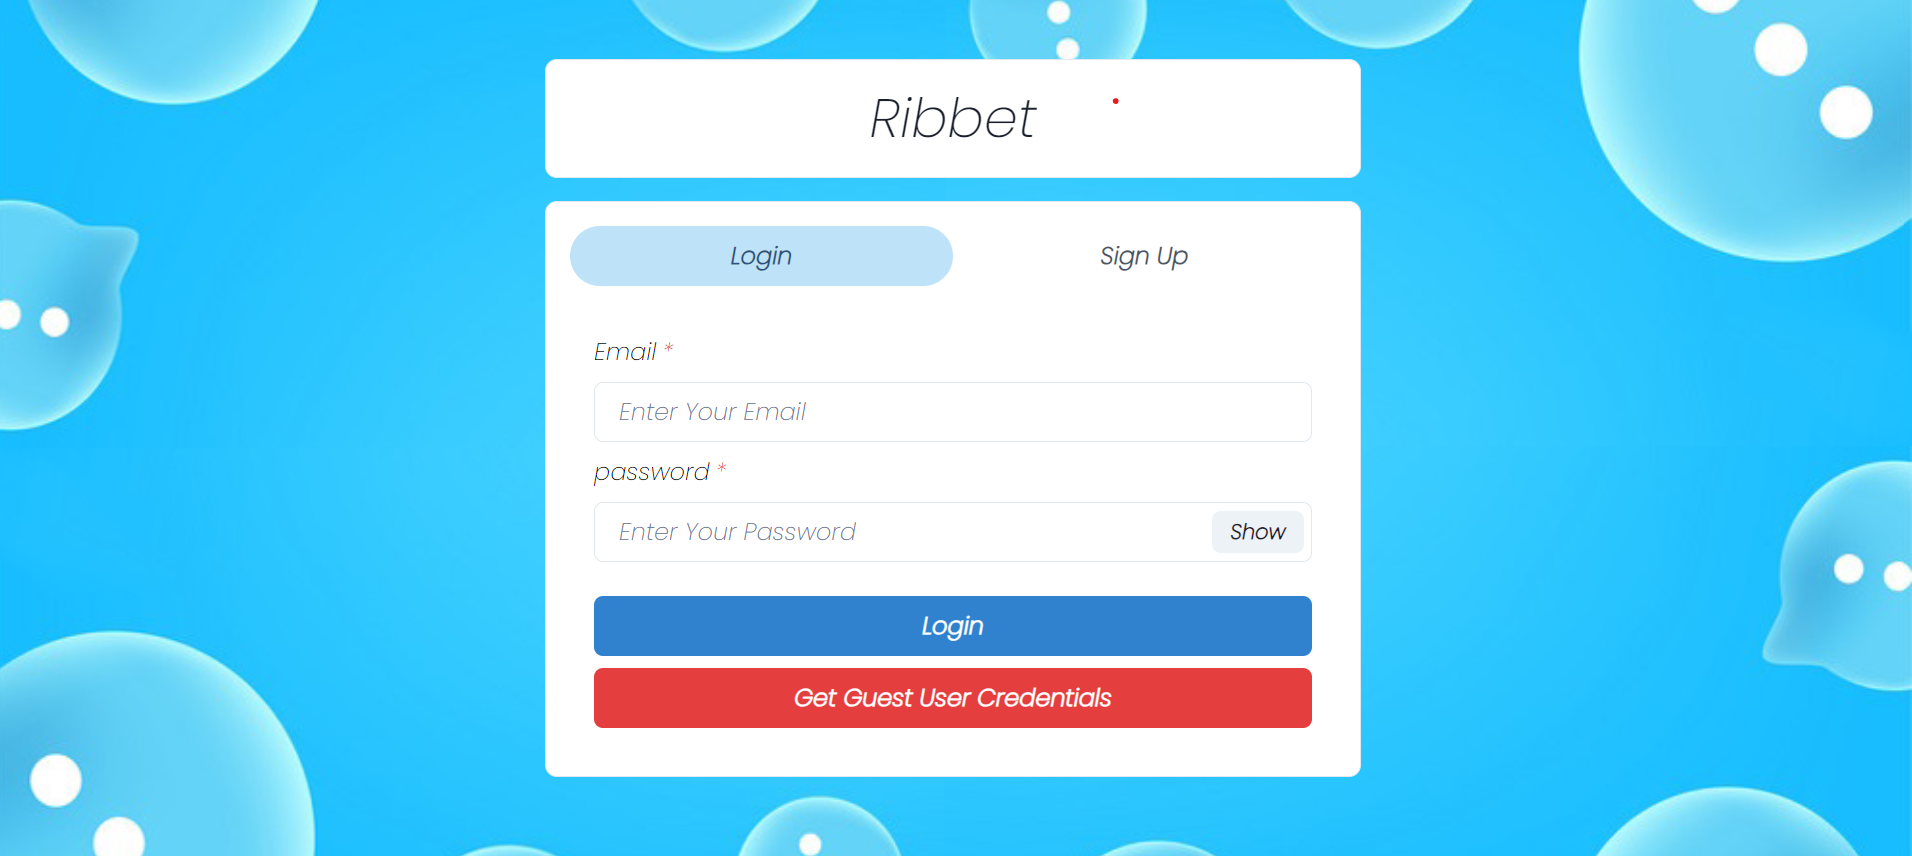 Ribbet
Login
Sign Up
Email *
Enter Your Email
password *
Enter Your Password
Show
Login
Get Guest User Credentials